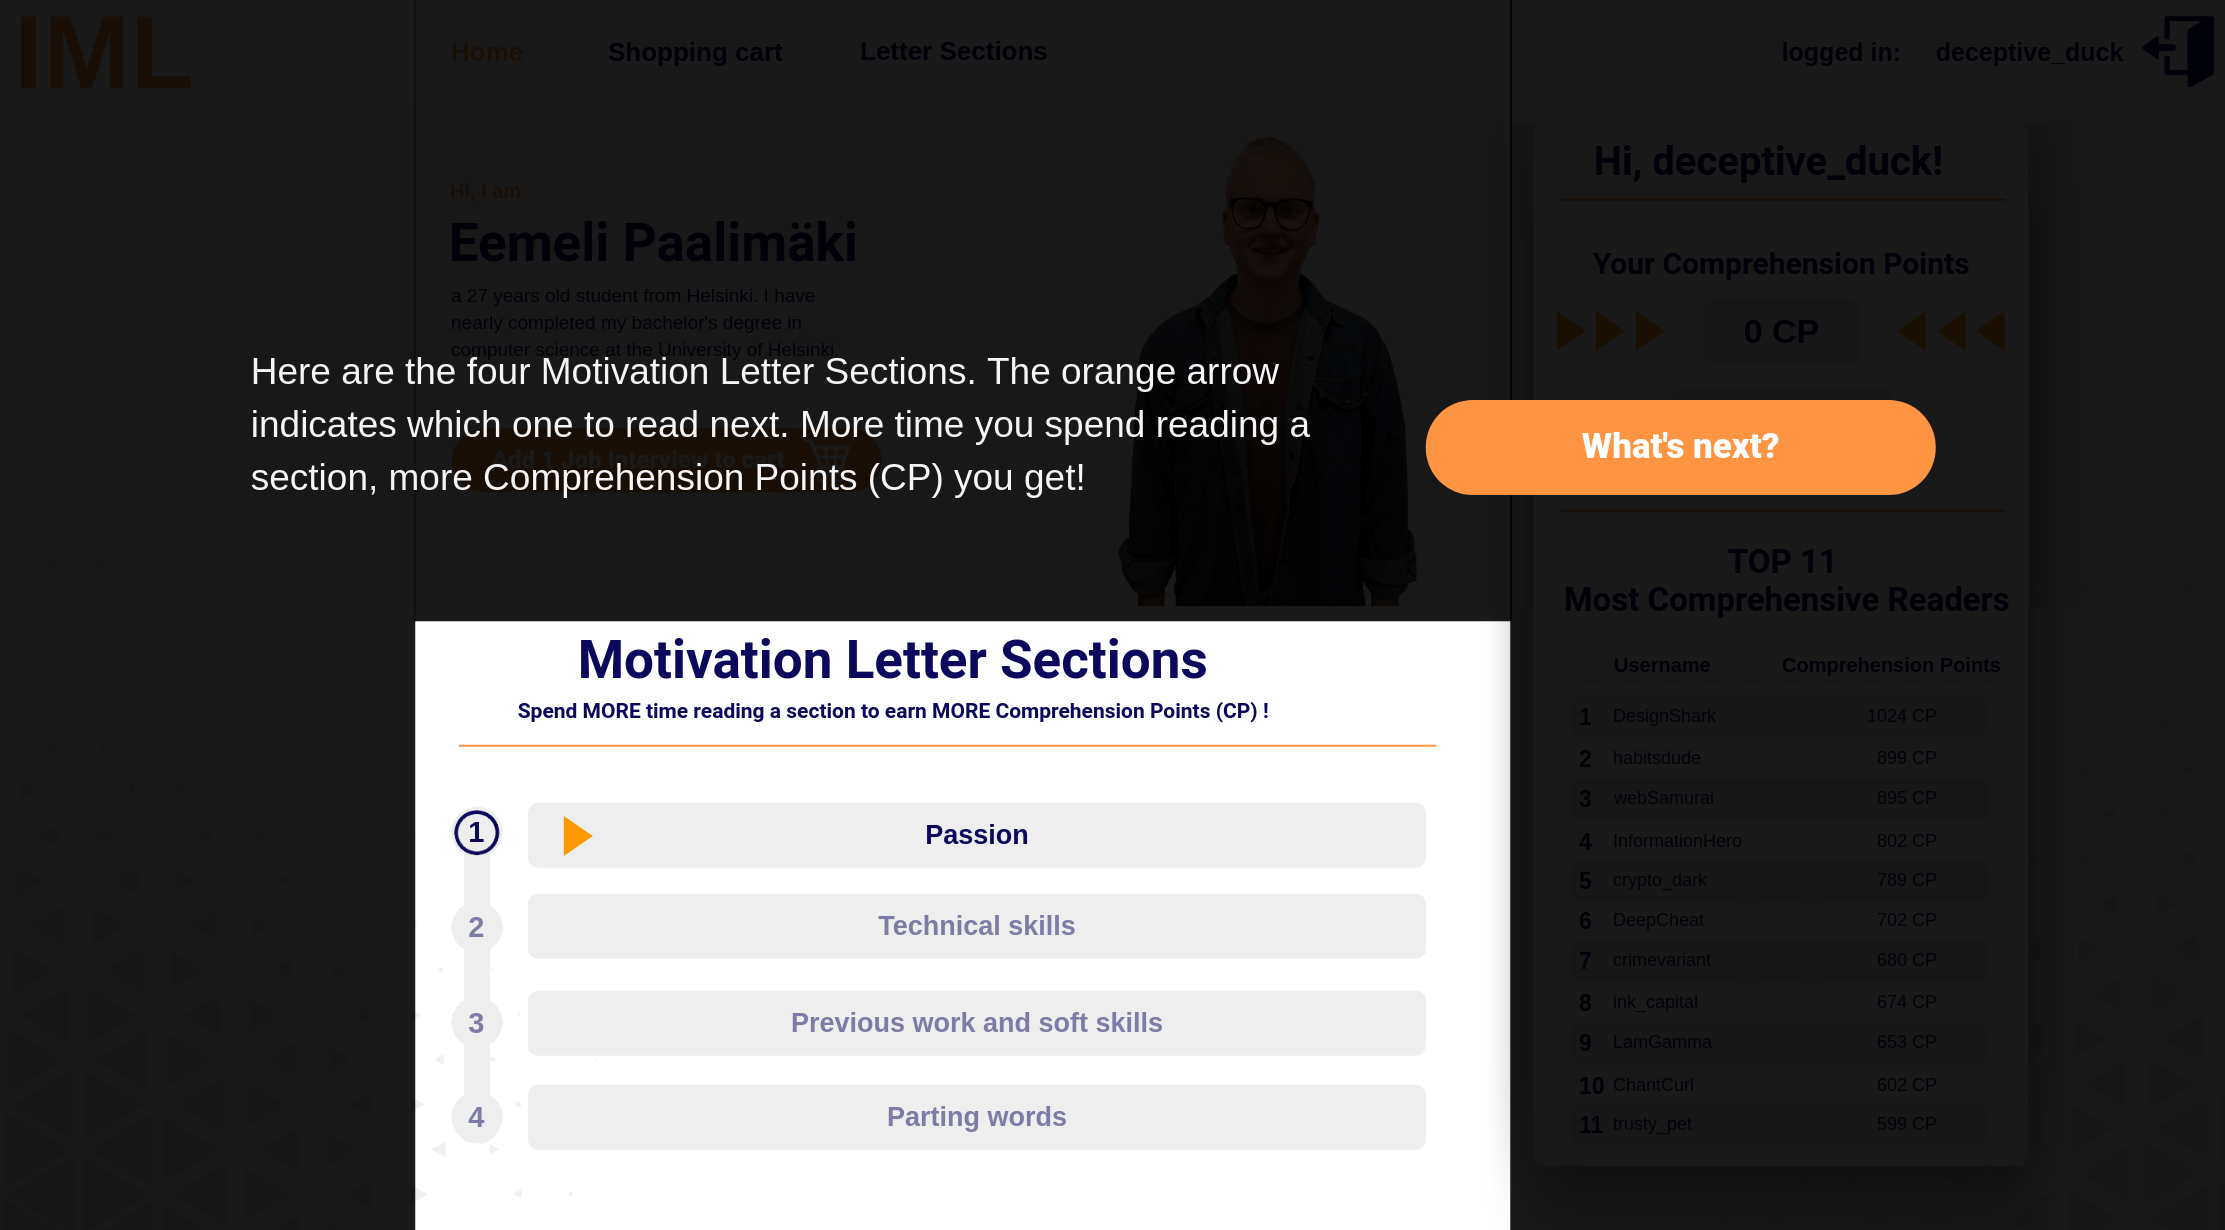 IML
Home
Shopping cart
Letter Sections
logged in: deceptive_duck
Hi, I am
Eemeli Paalimäki
a 27 years old student from Helsinki. I have
nearly completed my bachelor's degree in
computer science at the University of Helsinki.
Add 1 Job Interview to cart
Here are the four Motivation Letter Sections. The orange arrow
indicates which one to read next. More time you spend reading a
section, more Comprehension Points (CP) you get!
What's next?
Hi, deceptive_duck!
Your Comprehension Points
0 CP
TOP 11
Most Comprehensive Readers
Username Comprehension Points
1 DesignShark 1024 CP
2 habitsdude 899 CP
3 webSamurai 895 CP
4 InformationHero 802 CP
5 crypto_dark 789 CP
6 DeepCheat 702 CP
7 crimevariant 680 CP
8 ink_capital 674 CP
9 LamGamma 653 CP
10 ChantCurl 602 CP
11 trusty_pet 599 CP
Motivation Letter Sections
Spend MORE time reading a section to earn MORE Comprehension Points (CP) !
1 Passion
2 Technical skills
3 Previous work and soft skills
4 Parting words